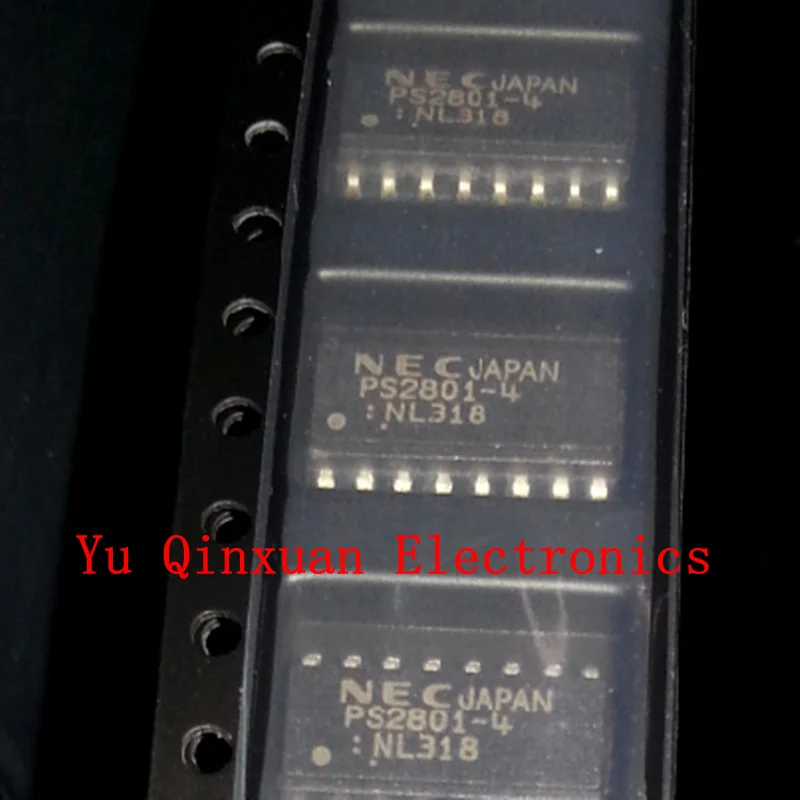 NEC JAPAN
PS2801-4
:NL318
NEC JAPAN
PS2801-4
:NL318
Yu Qinxuan Electronics
NEC JAPAN
PS2801-4
:NL318